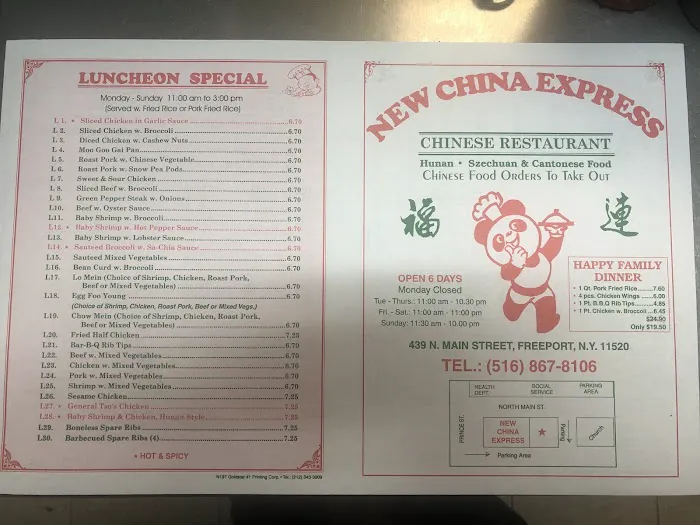 LUNCHEON SPECIAL
Monday - Sunday 11:00 am to 3:00 pm
(Served w. Fried Rice or Pork Fried Rice)
L 1. * Sliced Chicken in Garlic Sauce 6.70
L 2. Sliced Chicken w. Broccoli 6.70
L 3. Diced Chicken w. Cashew Nuts 6.70
L 4. Moo Goo Gai Pan 6.70
L 5. Roast Pork w. Chinese Vegetable 6.70
L 6. Roast Pork w. Snow Pea Pods 6.70
L 7. Sweet & Sour Chicken 6.70
L 8. Sliced Beef w. Broccoli 6.70
L 9. Green Pepper Steak w. Onions 6.70
L10. Beef w. Oyster Sauce 6.70
L11. Baby Shrimp w. Broccoli 6.70
L12. * Baby Shrimp w. Hot Pepper Sauce 6.70
L13. Baby Shrimp w. Lobster Sauce 6.70
L14. * Sauteed Broccoli w. Sa-Chia Sauce 6.70
L15. Sauteed Mixed Vegetables 6.70
L16. Bean Curd w. Broccoli 6.70
L17. Lo Mein (Choice of Shrimp, Chicken, Roast Pork,
Beef or Mixed Vegetables) 6.70
L18. Egg Foo Young 6.70
(Choice of Shrimp, Chicken, Roast Pork, Beef or Mixed Vegs.)
L19. Chow Mein (Choice of Shrimp, Chicken, Roast Pork,
Beef or Mixed Vegetables) 6.70
L20. Fried Half Chicken 7.25
L21. Bar-B-Q Rib Tips 6.70
L22. Beef w. Mixed Vegetables 6.70
L23. Chicken w. Mixed Vegetables 6.70
L24. Pork w. Mixed Vegetables 6.70
L25. Shrimp w. Mixed Vegetables 6.70
L26. Sesame Chicken 7.25
L27. * General Tso's Chicken 7.25
L28. * Baby Shrimp & Chicken, Hunan Style 7.25
L29. Boneless Spare Ribs 7.25
L30. Barbecued Spare Ribs (4) 7.25
* HOT & SPICY
NEW CHINA EXPRESS
CHINESE RESTAURANT
Hunan • Szechuan & Cantonese Food
Chinese Food Orders To Take Out
福 連
OPEN 6 DAYS
Monday Closed
Tue - Thurs.: 11:00 am - 10:30 pm
Fri. - Sat.: 11:00 am - 11:00 pm
Sunday: 11:30 am - 10:00 pm
HAPPY FAMILY
DINNER
• 1 Qt. Pork Fried Rice 7.60
• 4 pcs. Chicken Wings 6.00
• 1 Pt. B.B.Q Rib Tips 4.85
• 1 Pt. Chicken w. Broccoli 6.45
$24.90
Only $19.50
439 N. MAIN STREET, FREEPORT, N.Y. 11520
TEL.: (516) 867-8106
HEALTH
DEPT.
SOCIAL
SERVICE
PARKING
AREA
NORTH MAIN ST.
PRINCE ST.
NEW
CHINA
EXPRESS
Parking
Church
Parking Area